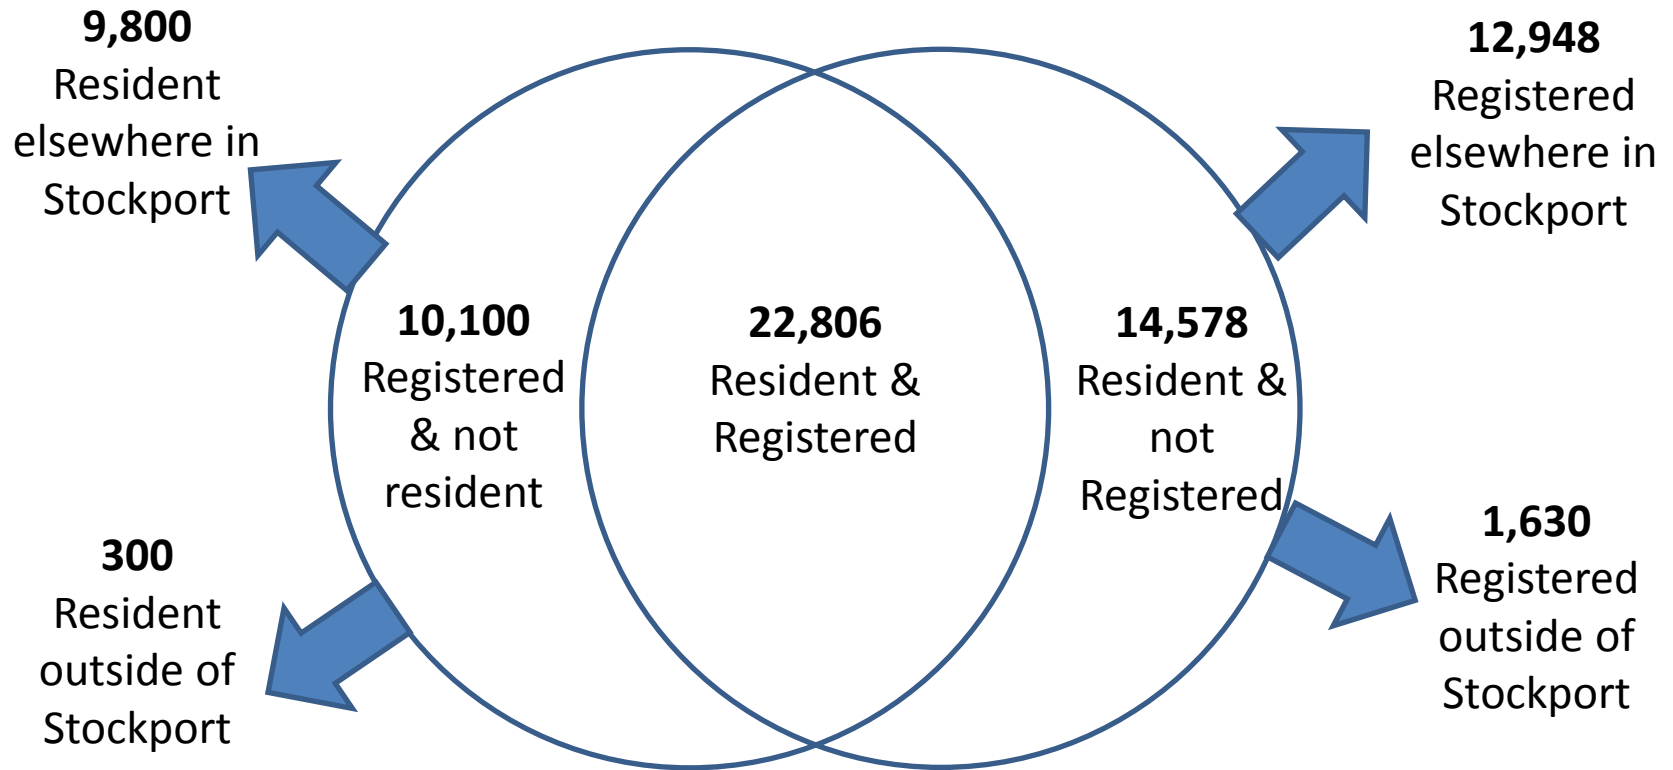 9,800
Resident
elsewhere in
Stockport
12,948
Registered
elsewhere in
Stockport
10,100
Registered
& not
resident
22,806
Resident &
Registered
14,578
Resident &
not
Registered
300
Resident
outside of
Stockport
1,630
Registered
outside of
Stockport